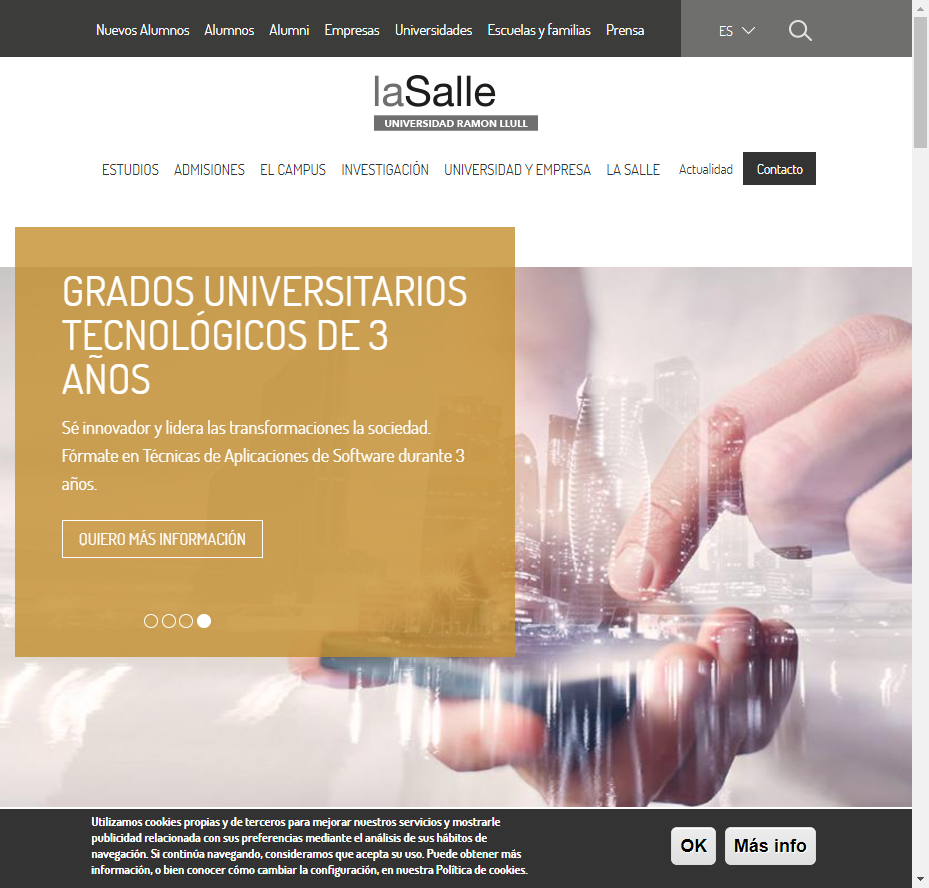 Nuevos Alumnos Alumnos Alumni Empresas Universidades Escuelas y familias Prensa ES
laSalle
UNIVERSIDAD RAMON LLULL
ESTUDIOS ADMISIONES EL CAMPUS INVESTIGACIÓN UNIVERSIDAD Y EMPRESA LA SALLE Actualidad Contacto
GRADOS UNIVERSITARIOS
TECNOLÓGICOS DE 3
AÑOS
Sé innovador y lidera las transformaciones la sociedad.
Fórmate en Técnicas de Aplicaciones de Software durante 3
años.
QUIERO MÁS INFORMACIÓN
Utilizamos cookies propias y de terceros para mejorar nuestros servicios y mostrarle
publicidad relacionada con sus preferencias mediante el análisis de sus hábitos de
navegación. Si continúa navegando, consideramos que acepta su uso. Puede obtener más
información, o bien conocer cómo cambiar la configuración, en nuestra Política de cookies.
OK Más info